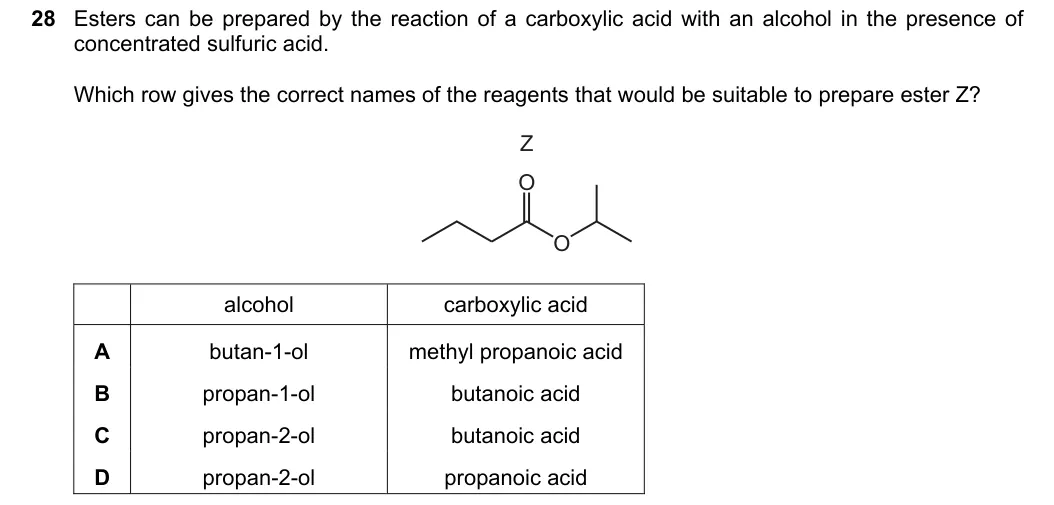 28 Esters can be prepared by the reaction of a carboxylic acid with an alcohol in the presence of
concentrated sulfuric acid.
Which row gives the correct names of the reagents that would be suitable to prepare ester Z?
Z
O
O
alcohol carboxylic acid
A butan-1-ol methyl propanoic acid
B propan-1-ol butanoic acid
C propan-2-ol butanoic acid
D propan-2-ol propanoic acid